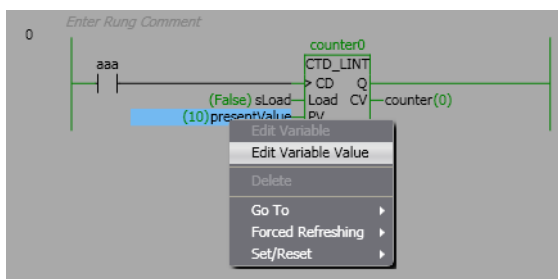 Enter Rung Comment
0
counter0
aaa
CTD_LINT
CD Q
(False) sLoad Load CV counter(0)
(10)presentValue PV
Edit Variable
Edit Variable Value
Delete
Go To
Forced Refreshing
Set/Reset